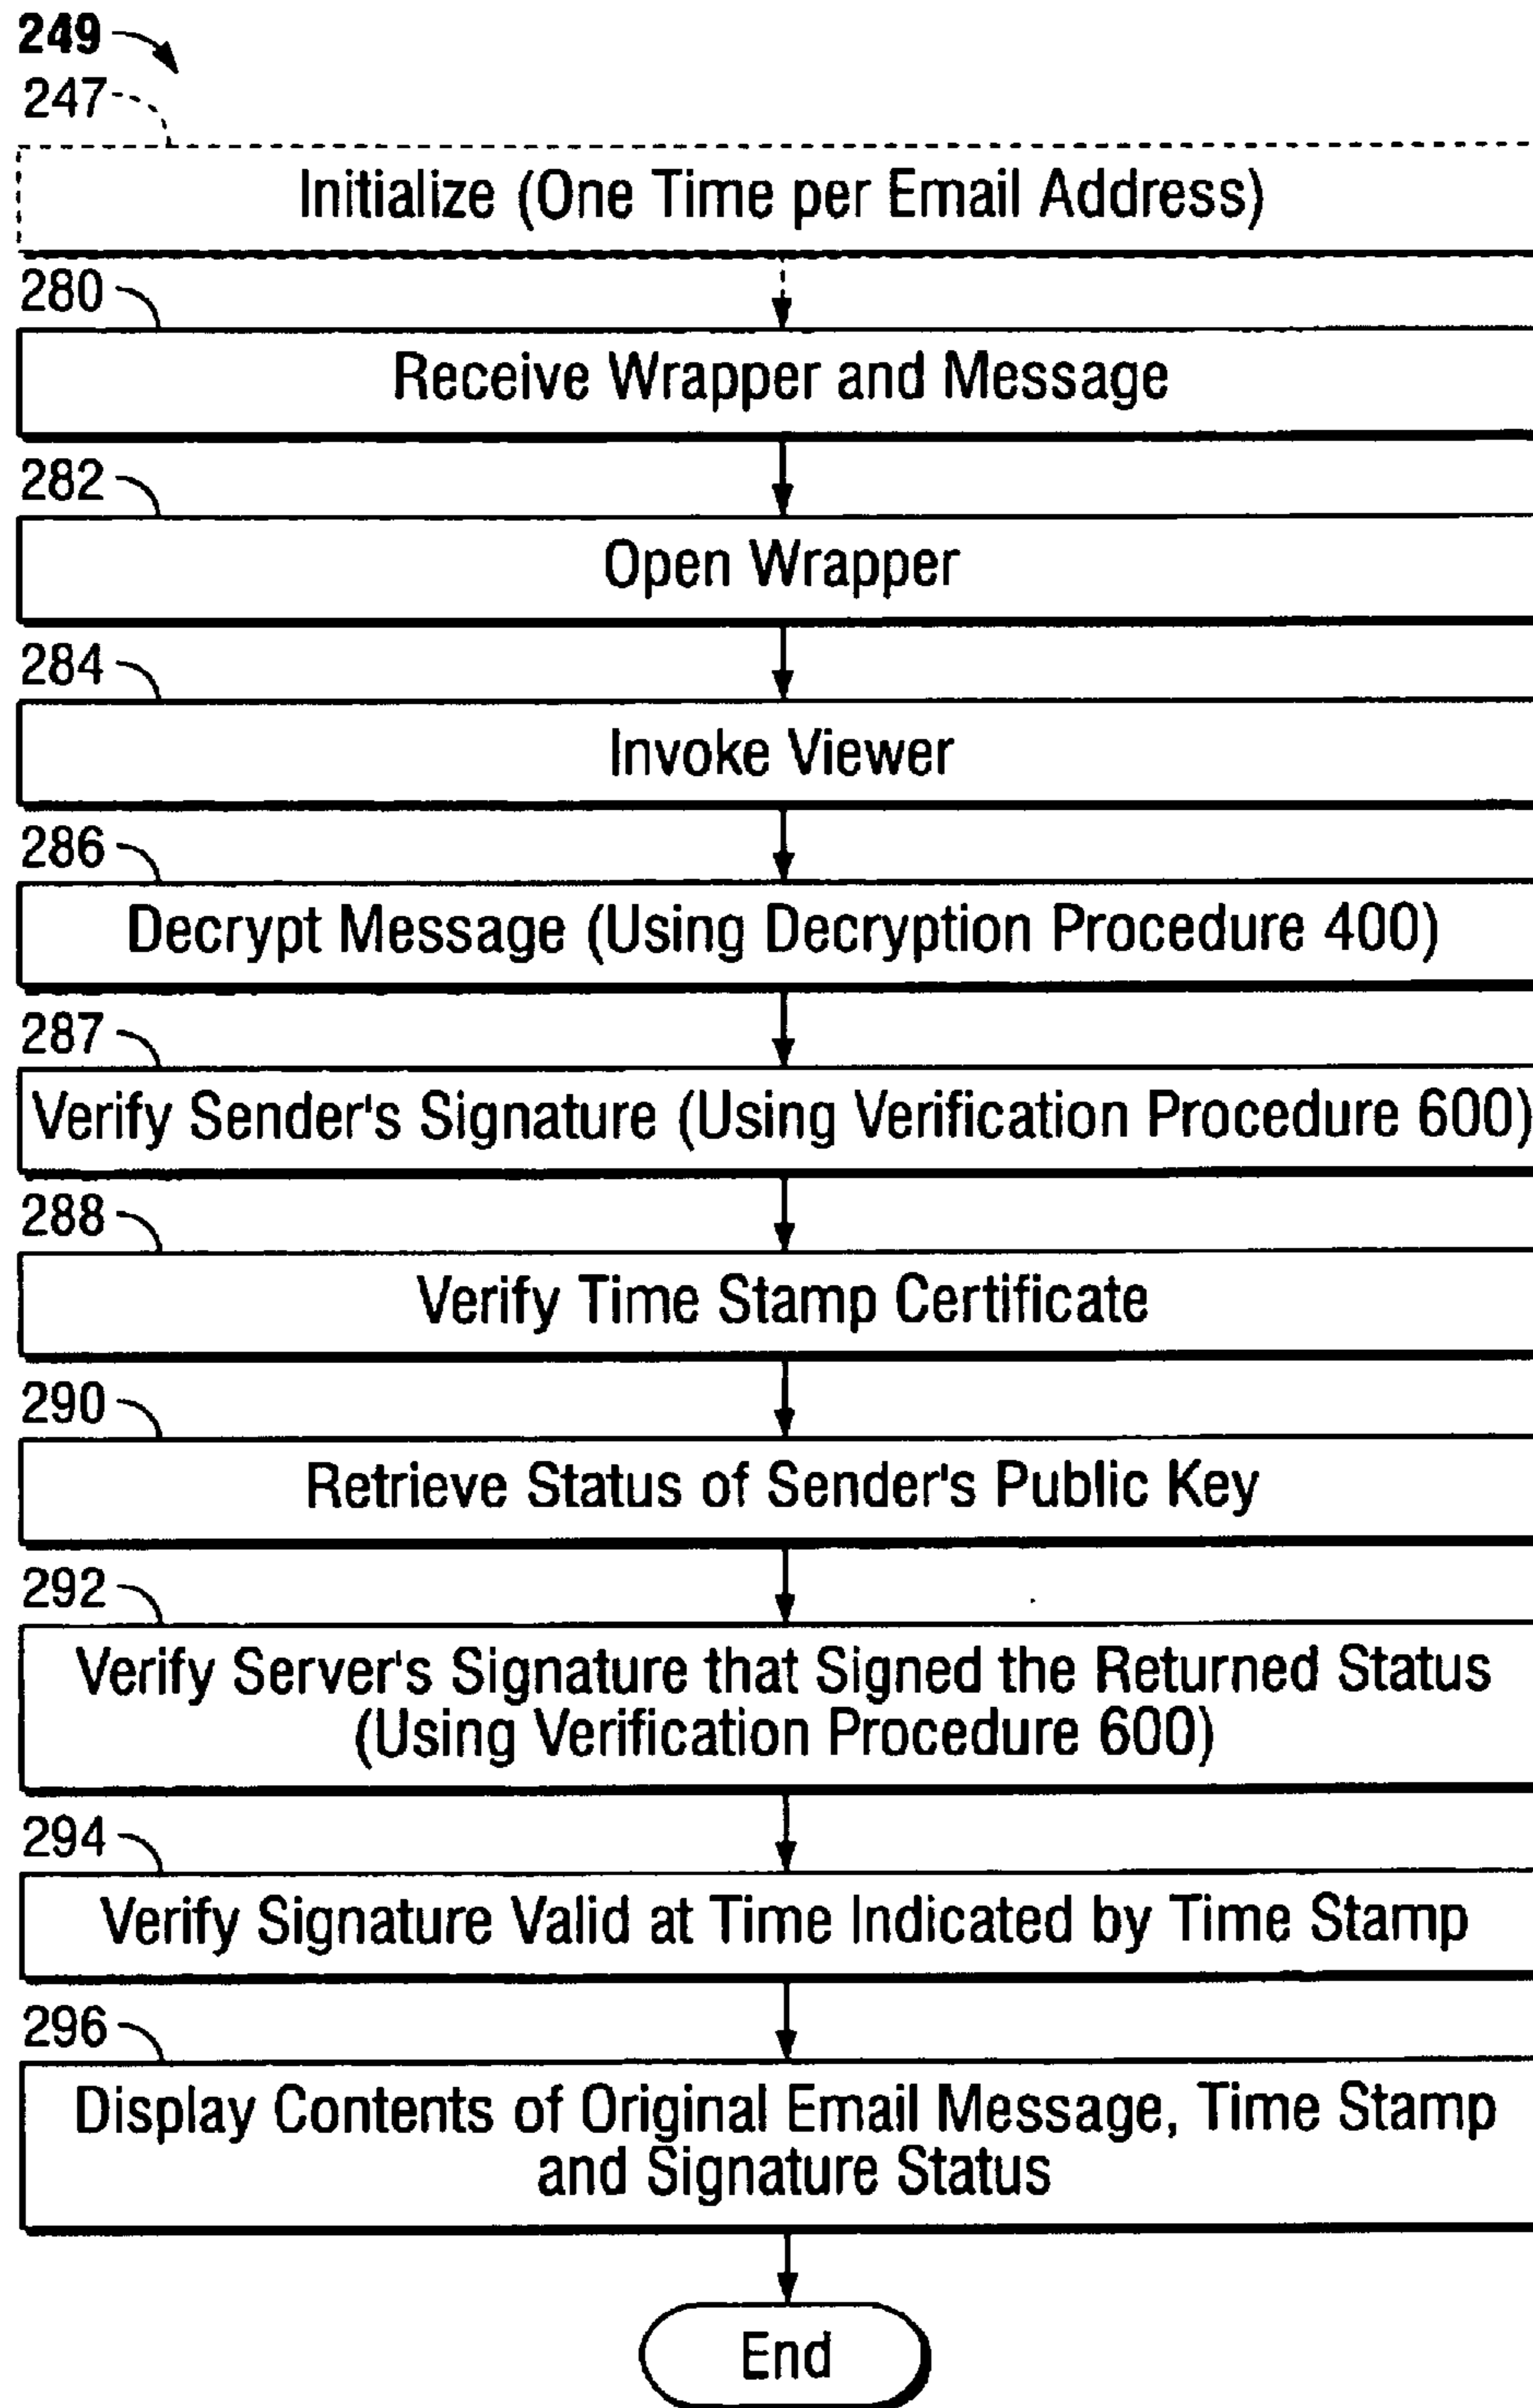 249
247
Initialize (One Time per Email Address)
280
Receive Wrapper and Message
282
Open Wrapper
284
Invoke Viewer
286
Decrypt Message (Using Decryption Procedure 400)
287
Verify Sender's Signature (Using Verification Procedure 600)
288
Verify Time Stamp Certificate
290
Retrieve Status of Sender's Public Key
292
Verify Server's Signature that Signed the Returned Status
(Using Verification Procedure 600)
294
Verify Signature Valid at Time Indicated by Time Stamp
296
Display Contents of Original Email Message, Time Stamp
and Signature Status
End